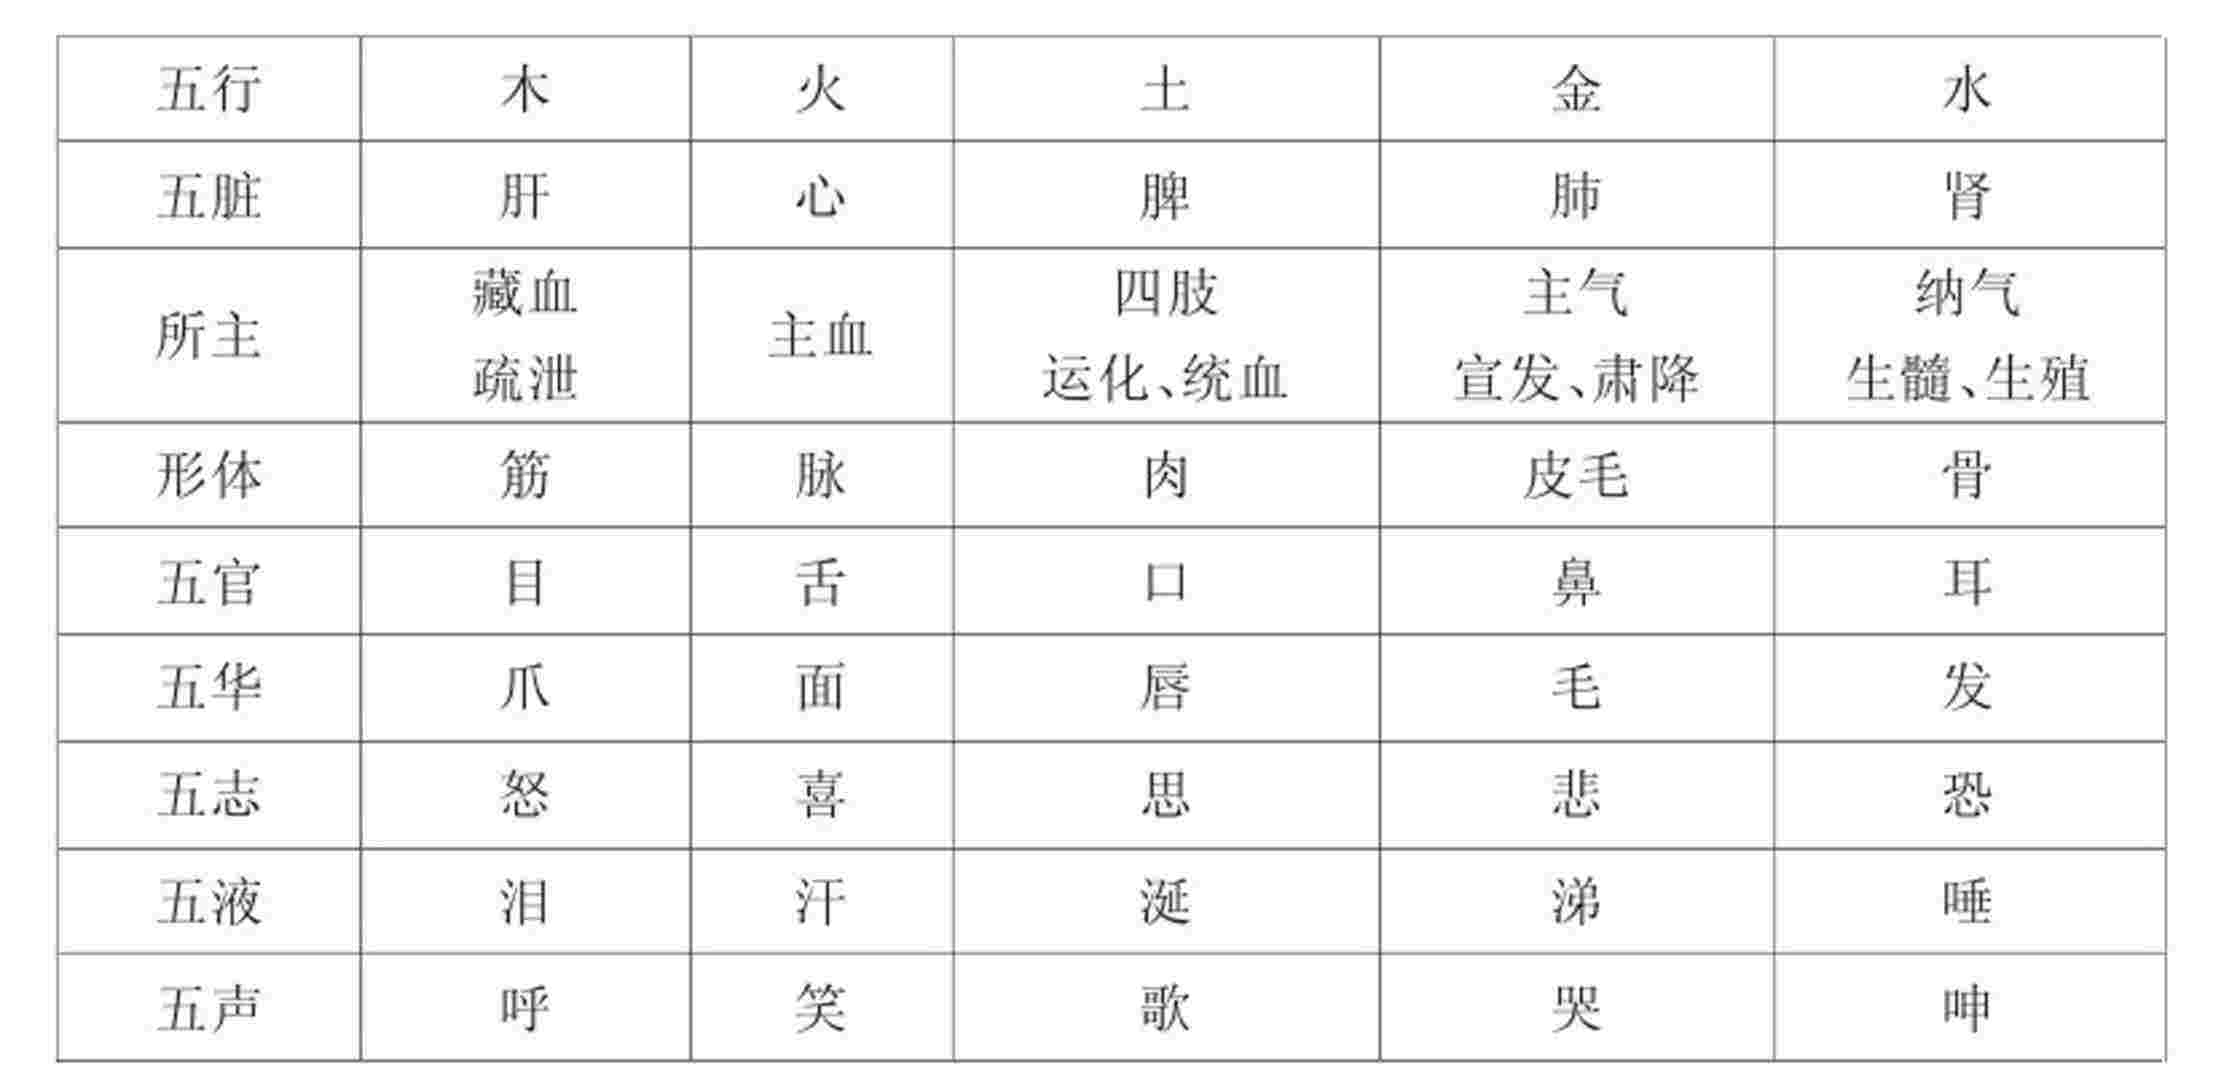 五行 木 火 土 金 水
五脏 肝 心 脾 肺 肾
所主 藏血 疏泄 主血 四肢 运化、统血 主气 宣发、肃降 纳气 生髓、生殖
形体 筋 脉 肉 皮毛 骨
五官 目 舌 口 鼻 耳
五华 爪 面 唇 毛 发
五志 怒 喜 思 悲 恐
五液 泪 汗 涎 涕 唾
五声 呼 笑 歌 哭 呻